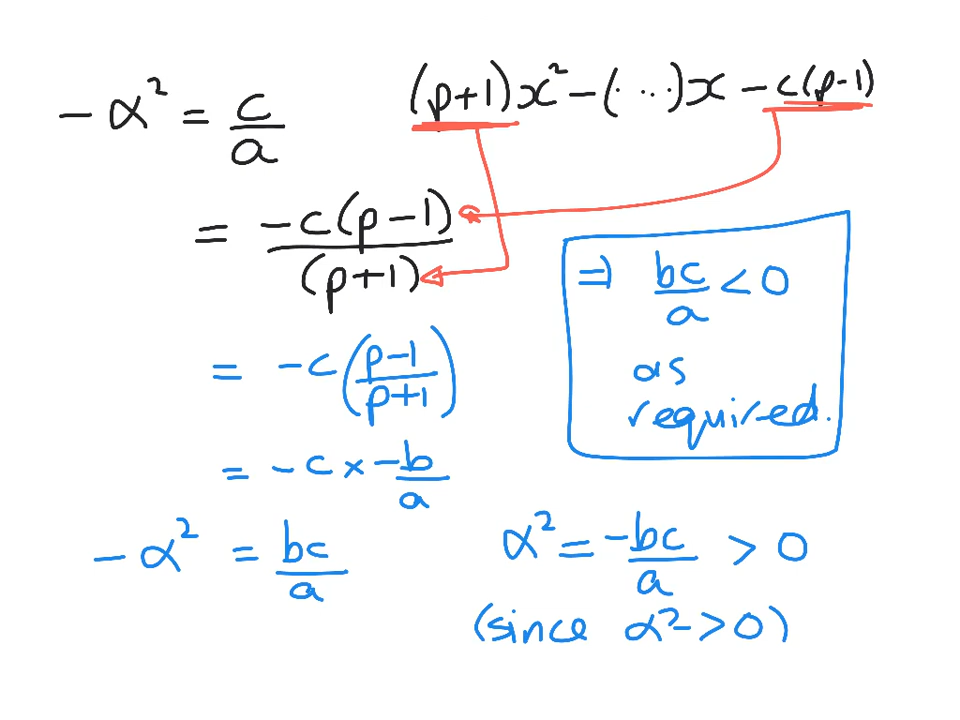 -α² = c/a
(p+1)x² - (...)x - c(p-1)
= -c(p-1)/(p+1)
= -c((p-1)/(p+1))
= -c × -b/a
-α² = bc/a
α² = -bc/a > 0
(since α² > 0)
⇒ bc/a < 0
as
required.